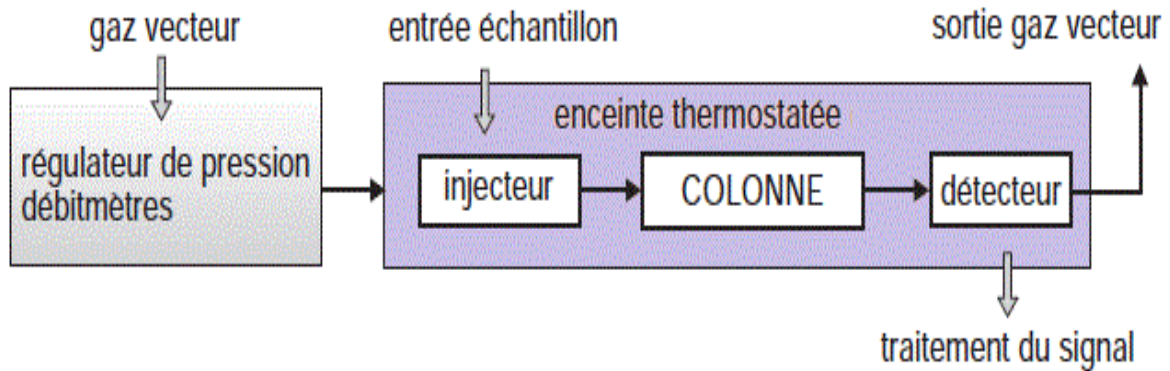 gaz vecteur
entrée échantillon
sortie gaz vecteur
régulateur de pression
débitmètres
enceinte thermostatée
injecteur
COLONNE
détecteur
traitement du signal